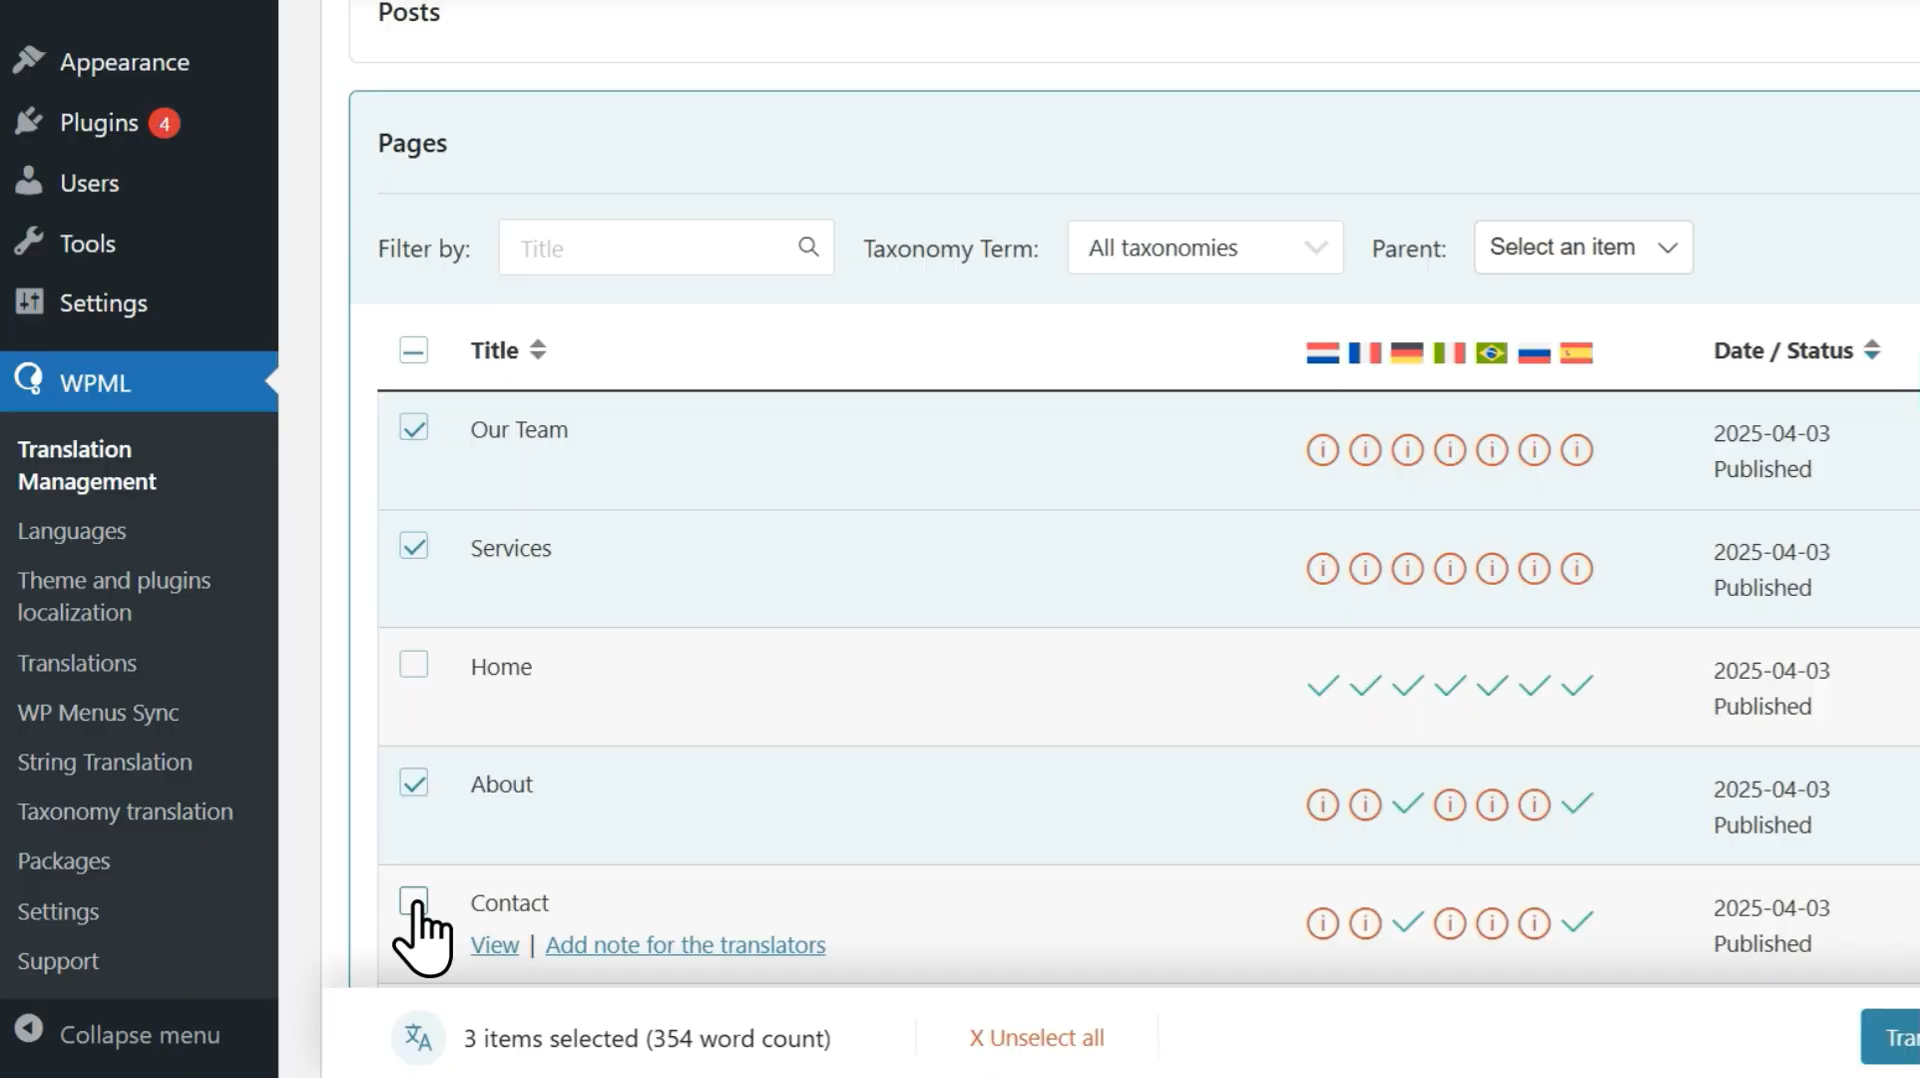 Posts
Appearance
Plugins 4
Users
Tools
Settings
WPML
Translation
Management
Languages
Theme and plugins
localization
Translations
WP Menus Sync
String Translation
Taxonomy translation
Packages
Settings
Support
Collapse menu
Pages
Filter by: Title Taxonomy Term: All taxonomies Parent: Select an item
Title Date / Status
Our Team 2025-04-03
Published
Services 2025-04-03
Published
Home 2025-04-03
Published
About 2025-04-03
Published
Contact 2025-04-03
View | Add note for the translators Published
3 items selected (354 word count) X Unselect all